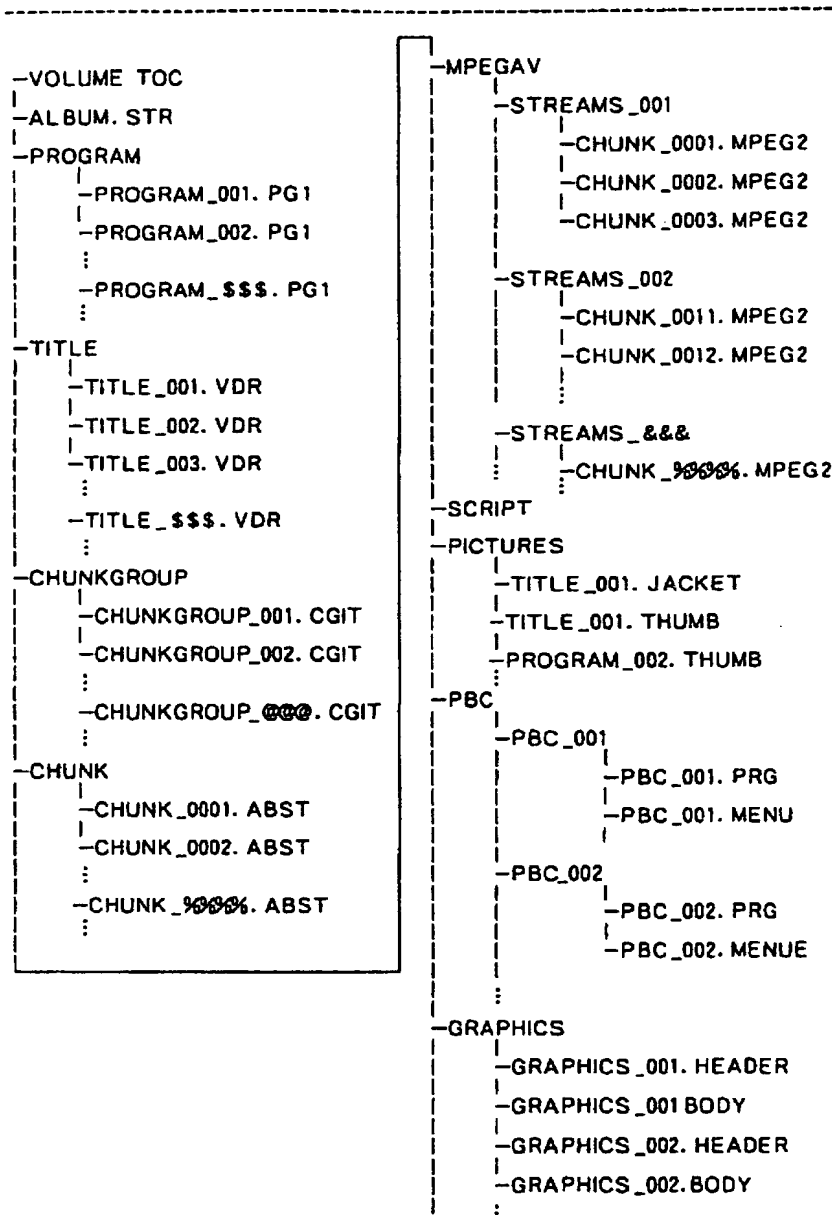 -VOLUME TOC
-ALBUM. STR
-PROGRAM
-PROGRAM_001. PG1
-PROGRAM_002. PG1
-PROGRAM_$$$. PG1
-TITLE
-TITLE_001. VDR
-TITLE_002. VDR
-TITLE_003. VDR
-TITLE_$$$. VDR
-CHUNKGROUP
-CHUNKGROUP_001. CGIT
-CHUNKGROUP_002. CGIT
-CHUNKGROUP_@@@. CGIT
-CHUNK
-CHUNK_0001. ABST
-CHUNK_0002. ABST
-CHUNK_%%%%. ABST
-MPEGAV
-STREAMS_001
-CHUNK_0001. MPEG2
-CHUNK_0002. MPEG2
-CHUNK_0003. MPEG2
-STREAMS_002
-CHUNK_0011. MPEG2
-CHUNK_0012. MPEG2
-STREAMS_&&&
-CHUNK_%%%%. MPEG2
-SCRIPT
-PICTURES
-TITLE_001. JACKET
-TITLE_001. THUMB
-PROGRAM_002. THUMB
-PBC
-PBC_001
-PBC_001. PRG
-PBC_001. MENU
-PBC_002
-PBC_002. PRG
-PBC_002. MENUE
-GRAPHICS
-GRAPHICS_001. HEADER
-GRAPHICS_001 BODY
-GRAPHICS_002. HEADER
-GRAPHICS_002. BODY